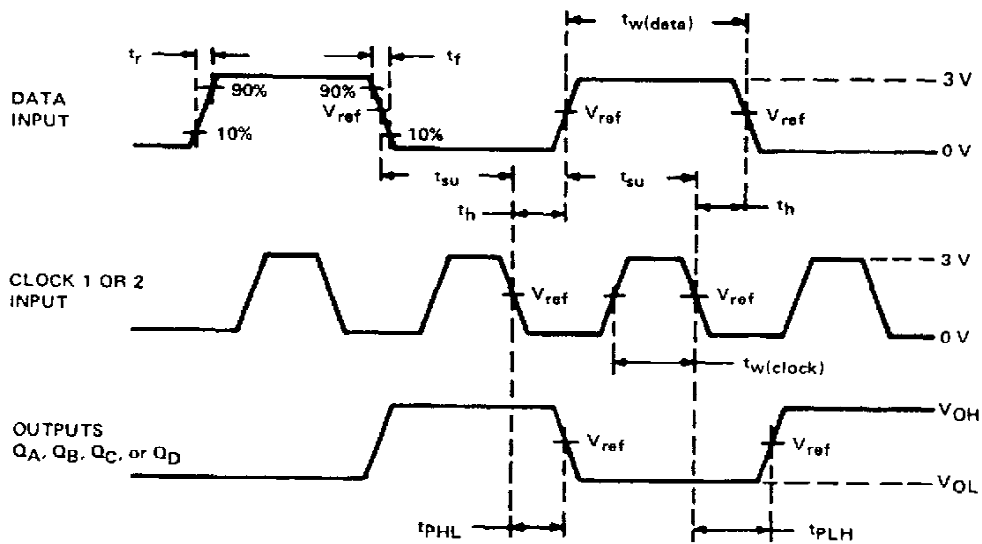 tw(data)
tr
tf
DATA
INPUT
90%
90%
Vref
10%
10%
Vref
Vref
3 V
0 V
tsu
tsu
th
th
CLOCK 1 OR 2
INPUT
Vref
Vref
3 V
0 V
tw(clock)
OUTPUTS
QA, QB, QC, or QD
Vref
Vref
VOH
VOL
tPHL
tPLH